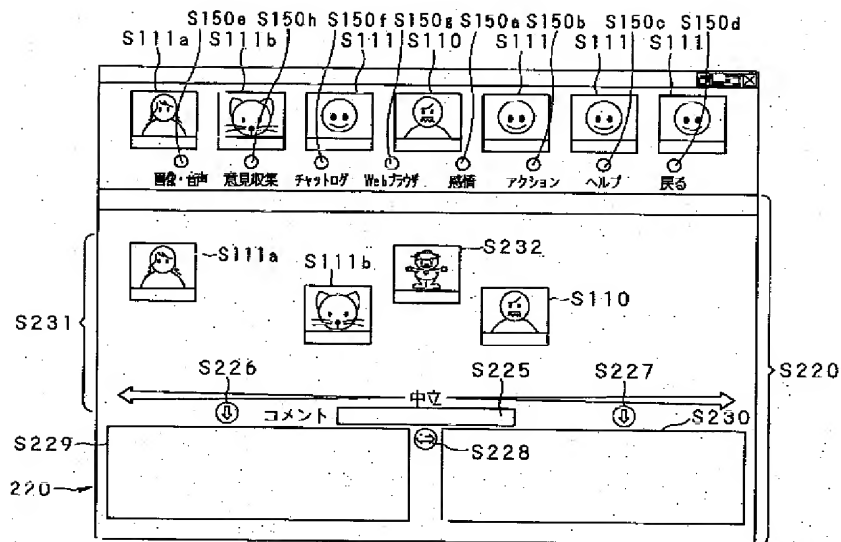 S150e S150h S150f S150g S150a S150b S150c S150d
S111a S111b S111 S110 S111 S111 S111
画像・音声 意見収集 チャットログ Webブラウザ 感情 アクション ヘルプ 戻る
S111a
S232
S111b
S110
S231
S220
S226
S225
S227
中立
コメント
S230
S229
S228
220